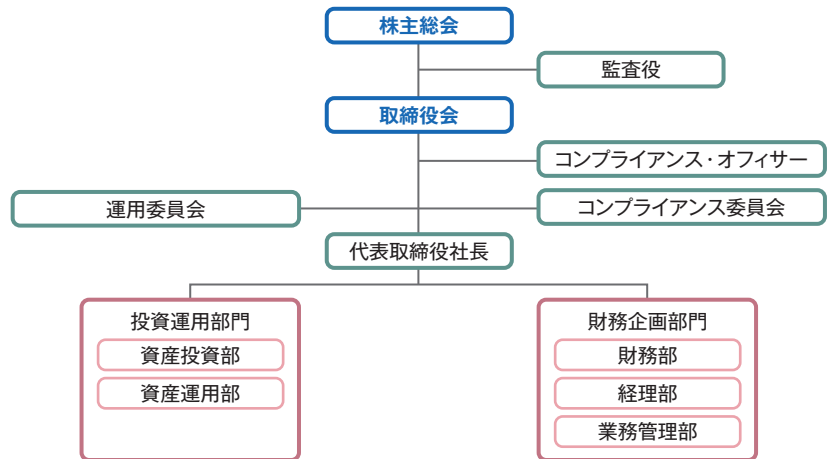 株主総会
監査役
取締役会
コンプライアンス・オフィサー
運用委員会
コンプライアンス委員会
代表取締役社長
投資運用部門
資産投資部
資産運用部
財務企画部門
財務部
経理部
業務管理部